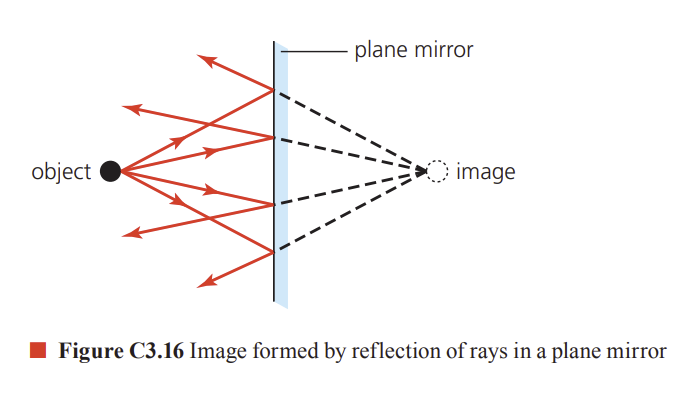 plane mirror
object
image
Figure C3.16 Image formed by reflection of rays in a plane mirror